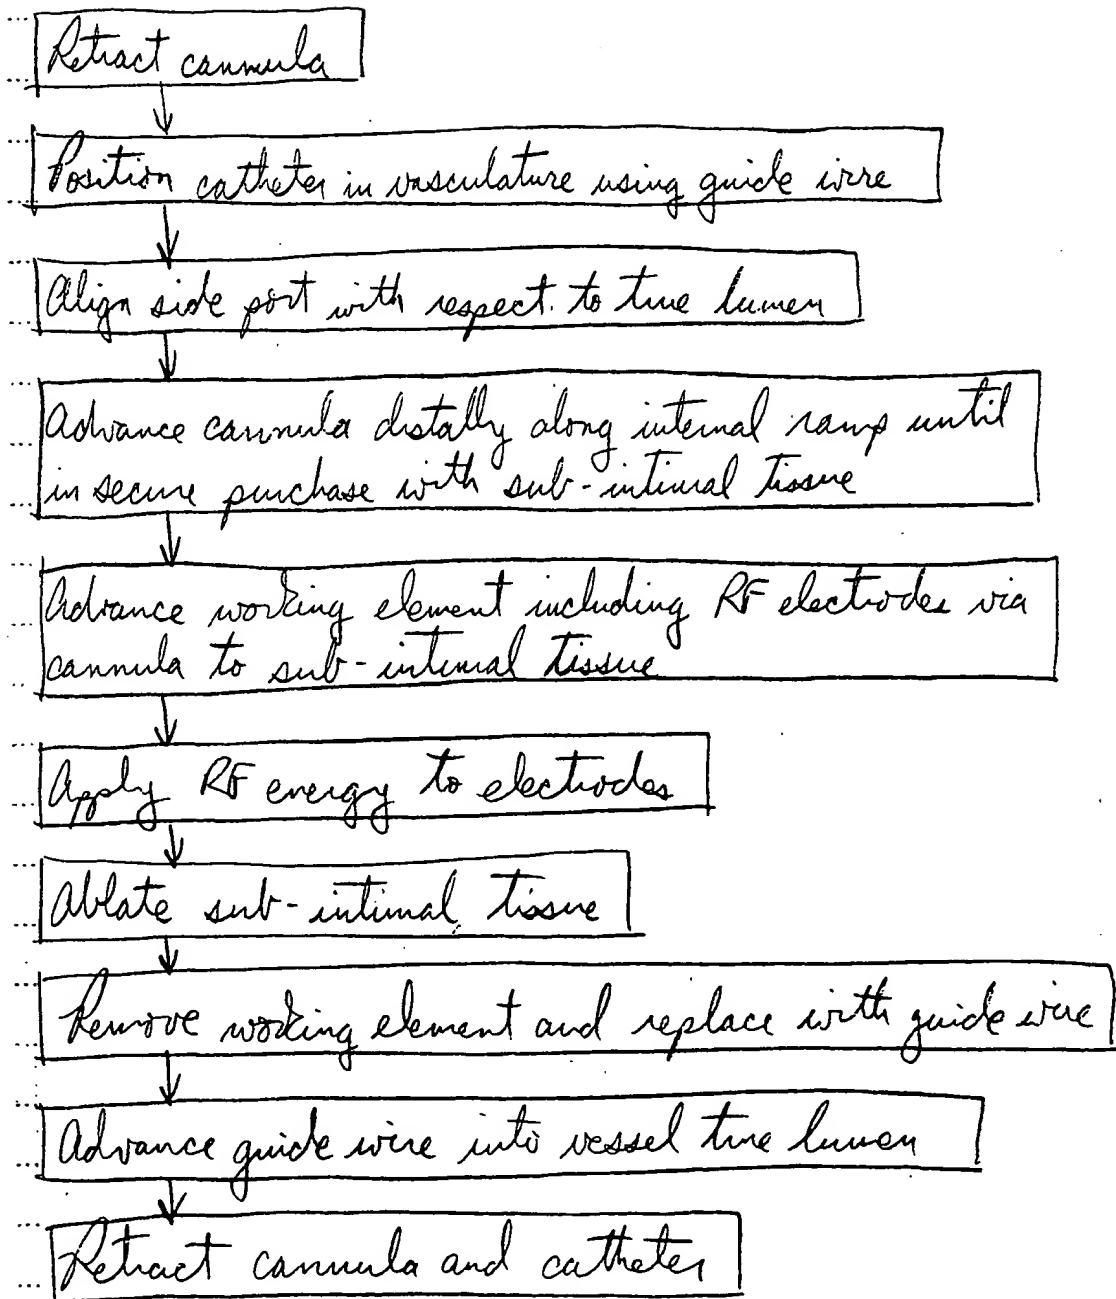 Retract cannula
Position catheter in vasculature using guide wire
Align side port with respect to true lumen
Advance cannula distally along internal ramp until
in secure purchase with sub-intimal tissue
Advance working element including RF electrodes via
cannula to sub-intimal tissue
Apply RF energy to electrodes
Ablate sub-intimal tissue
Remove working element and replace with guide wire
Advance guide wire into vessel true lumen
Retract cannula and catheter